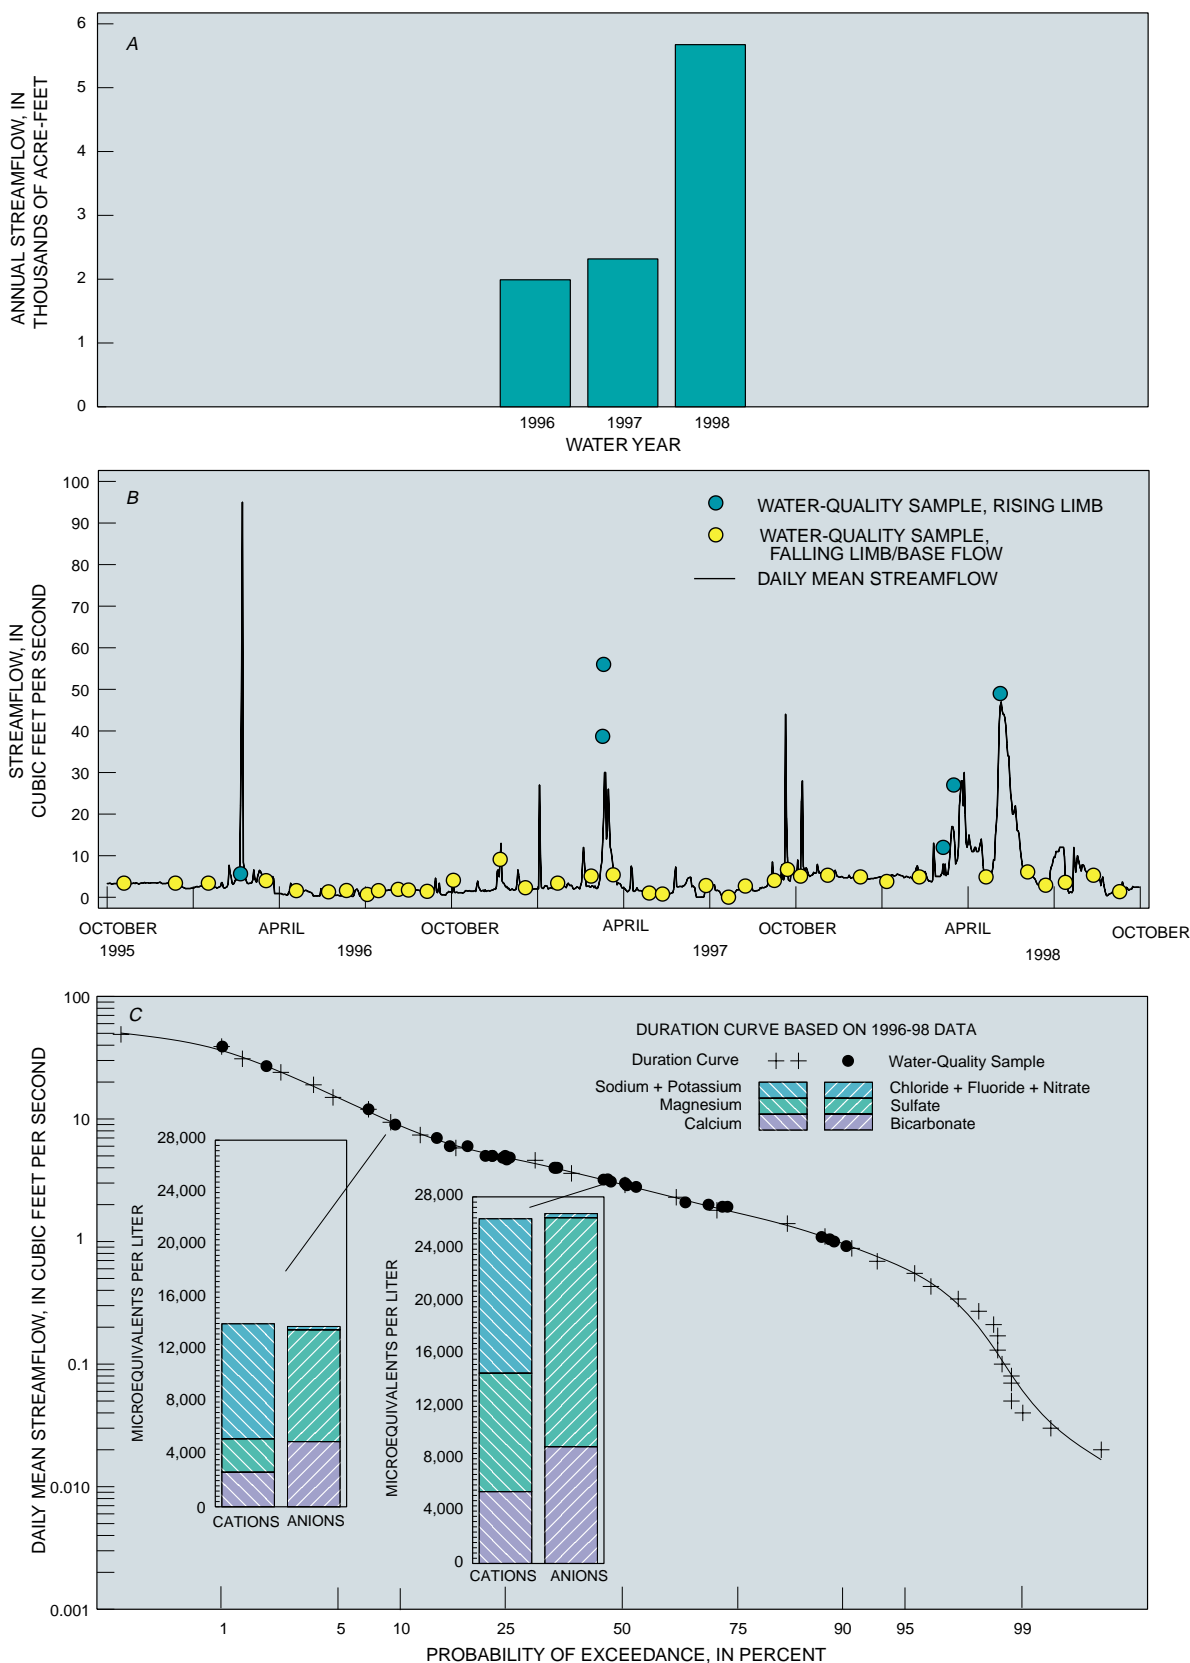 A
ANNUAL STREAMFLOW, IN
THOUSANDS OF ACRE-FEET
6
5
4
3
2
1
0
1996 1997 1998
WATER YEAR
B
STREAMFLOW, IN
CUBIC FEET PER SECOND
100
90
80
70
60
50
40
30
20
10
0
WATER-QUALITY SAMPLE, RISING LIMB
WATER-QUALITY SAMPLE,
FALLING LIMB/BASE FLOW
DAILY MEAN STREAMFLOW
OCTOBER APRIL OCTOBER APRIL OCTOBER APRIL OCTOBER
1995 1996 1997 1998
C
DAILY MEAN STREAMFLOW, IN CUBIC FEET PER SECOND
100
10
1
0.1
0.010
0.001
DURATION CURVE BASED ON 1996-98 DATA
Duration Curve Water-Quality Sample
Sodium + Potassium Chloride + Fluoride + Nitrate
Magnesium Sulfate
Calcium Bicarbonate
MICROEQUIVALENTS PER LITER
28,000
24,000
20,000
16,000
12,000
8,000
4,000
0
CATIONS ANIONS
MICROEQUIVALENTS PER LITER
28,000
24,000
20,000
16,000
12,000
8,000
4,000
0
CATIONS ANIONS
1 5 10 25 50 75 90 95 99
PROBABILITY OF EXCEEDANCE, IN PERCENT